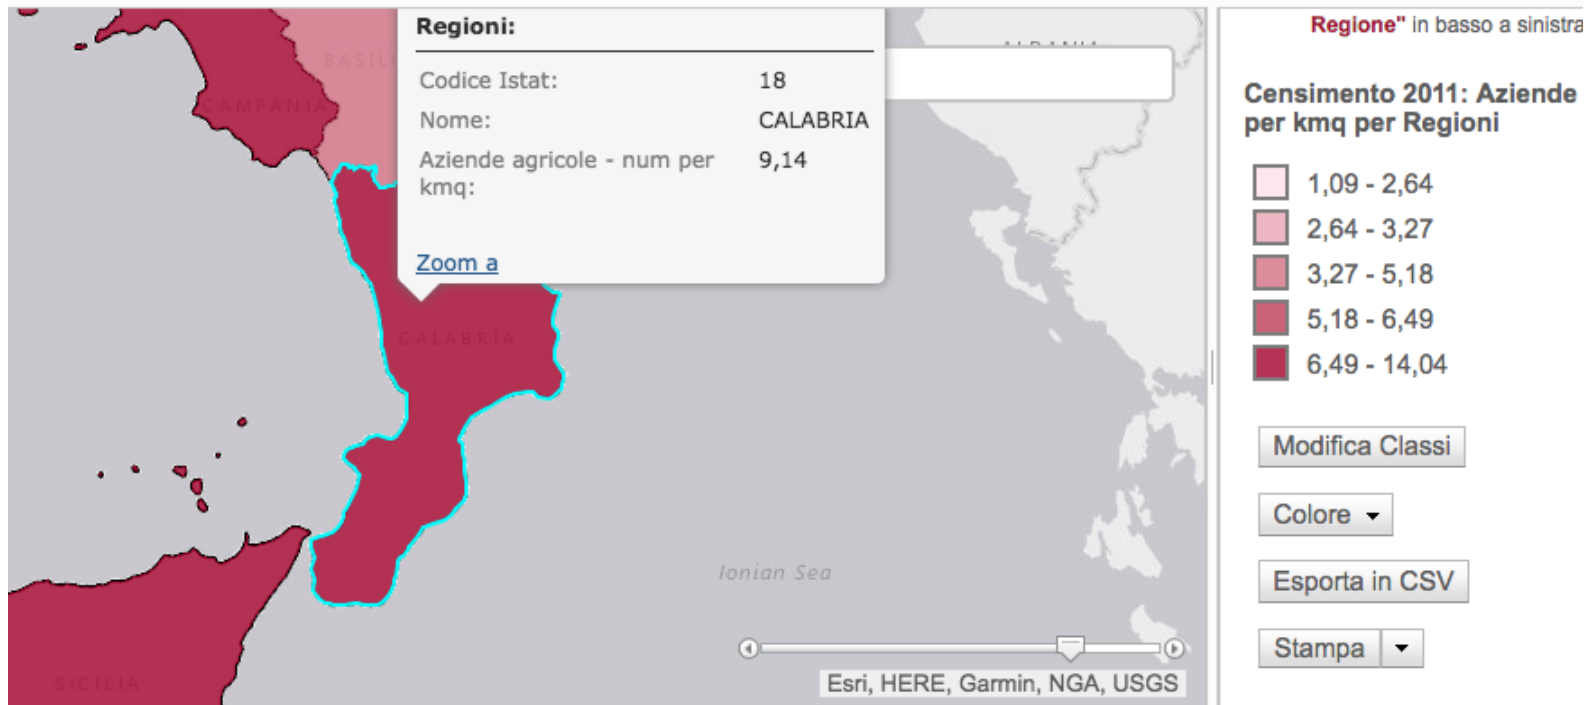 Regioni:
Codice Istat: 18
Nome: CALABRIA
Aziende agricole - num per kmq: 9,14
Zoom a
BASILI
CAMPANIA
ALBANIA
CALABRIA
Ionian Sea
SICILIA
Esri, HERE, Garmin, NGA, USGS
Regione" in basso a sinistra
Censimento 2011: Aziende
per kmq per Regioni
1,09 - 2,64
2,64 - 3,27
3,27 - 5,18
5,18 - 6,49
6,49 - 14,04
Modifica Classi
Colore
Esporta in CSV
Stampa